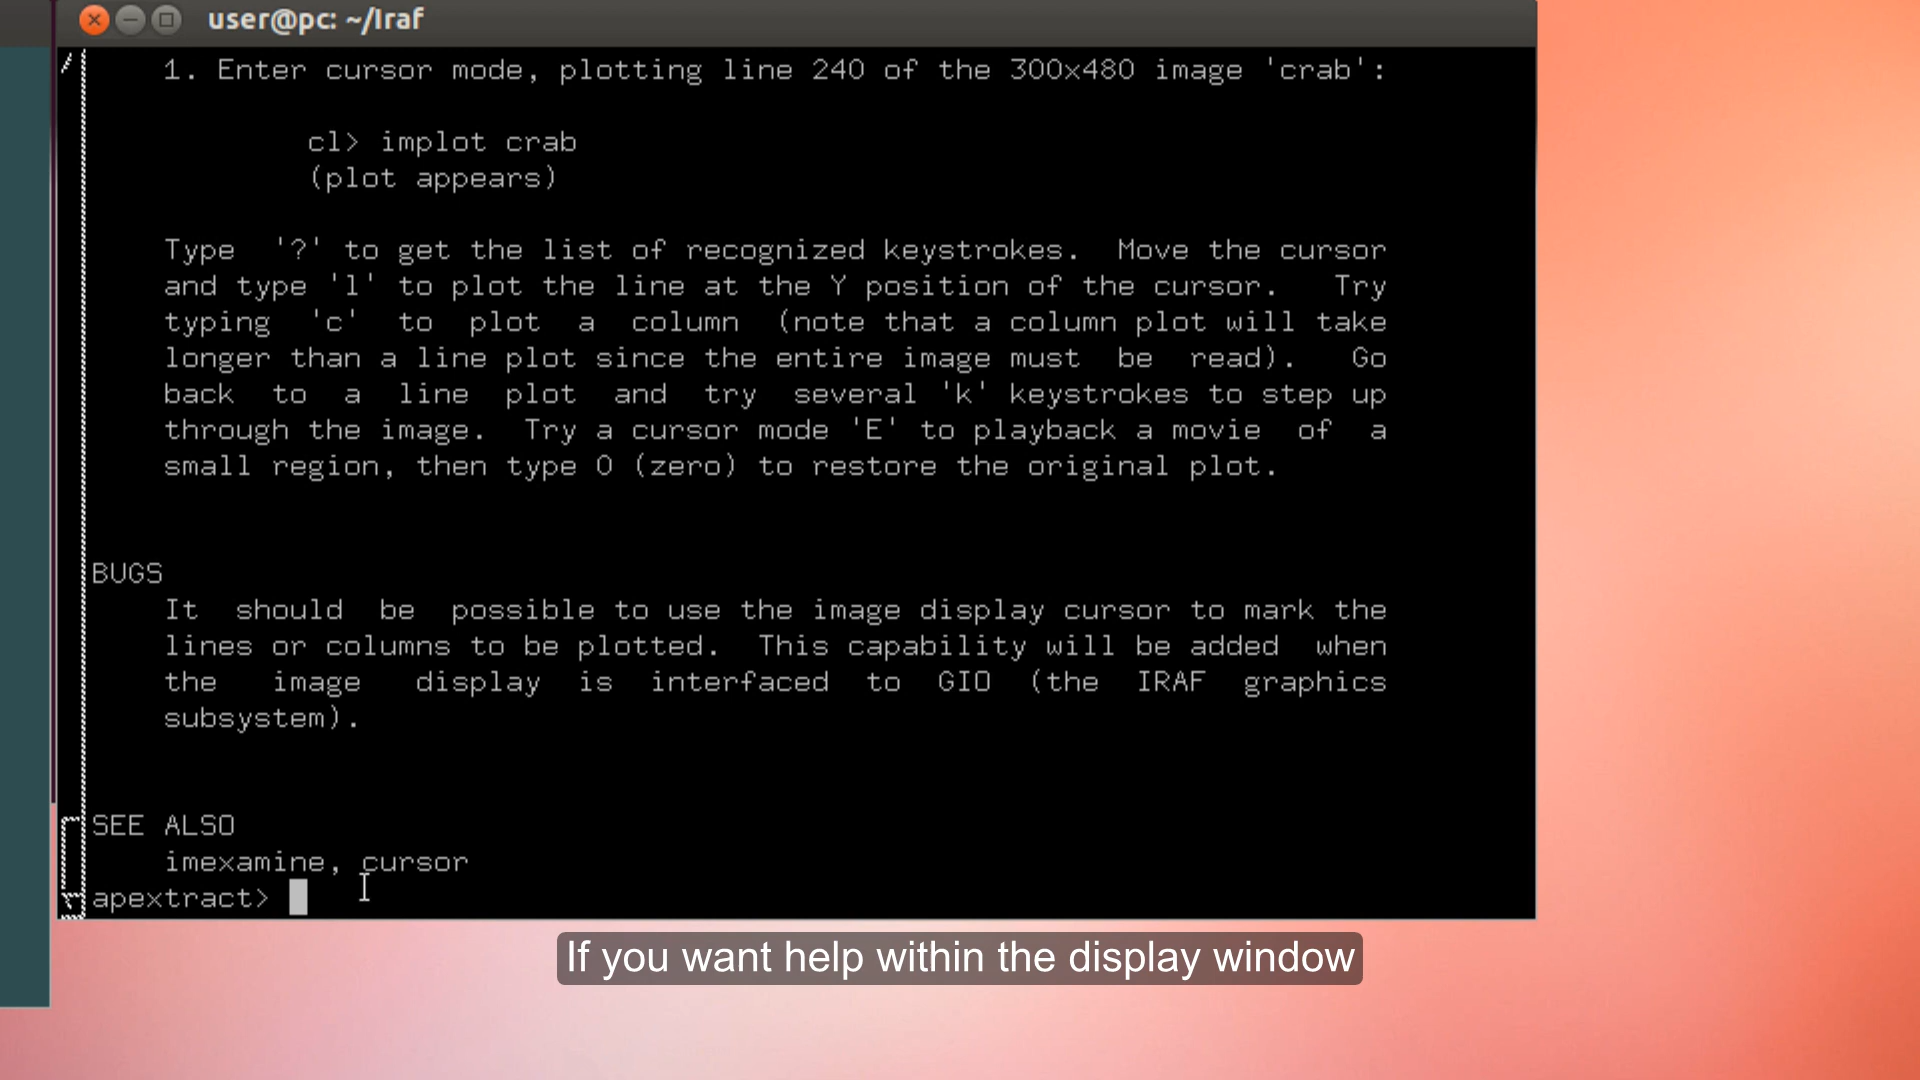 user@pc: ~/Iraf
1. Enter cursor mode, plotting line 240 of the 300x480 image 'crab':
cl> implot crab
(plot appears)
Type '?' to get the list of recognized keystrokes. Move the cursor
and type 'l' to plot the line at the Y position of the cursor. Try
typing 'c' to plot a column (note that a column plot will take
longer than a line plot since the entire image must be read). Go
back to a line plot and try several 'k' keystrokes to step up
through the image. Try a cursor mode 'E' to playback a movie of a
small region, then type 0 (zero) to restore the original plot.
BUGS
It should be possible to use the image display cursor to mark the
lines or columns to be plotted. This capability will be added when
the image display is interfaced to GIO (the IRAF graphics
subsystem).
SEE ALSO
imexamine, cursor
apextract>
If you want help within the display window